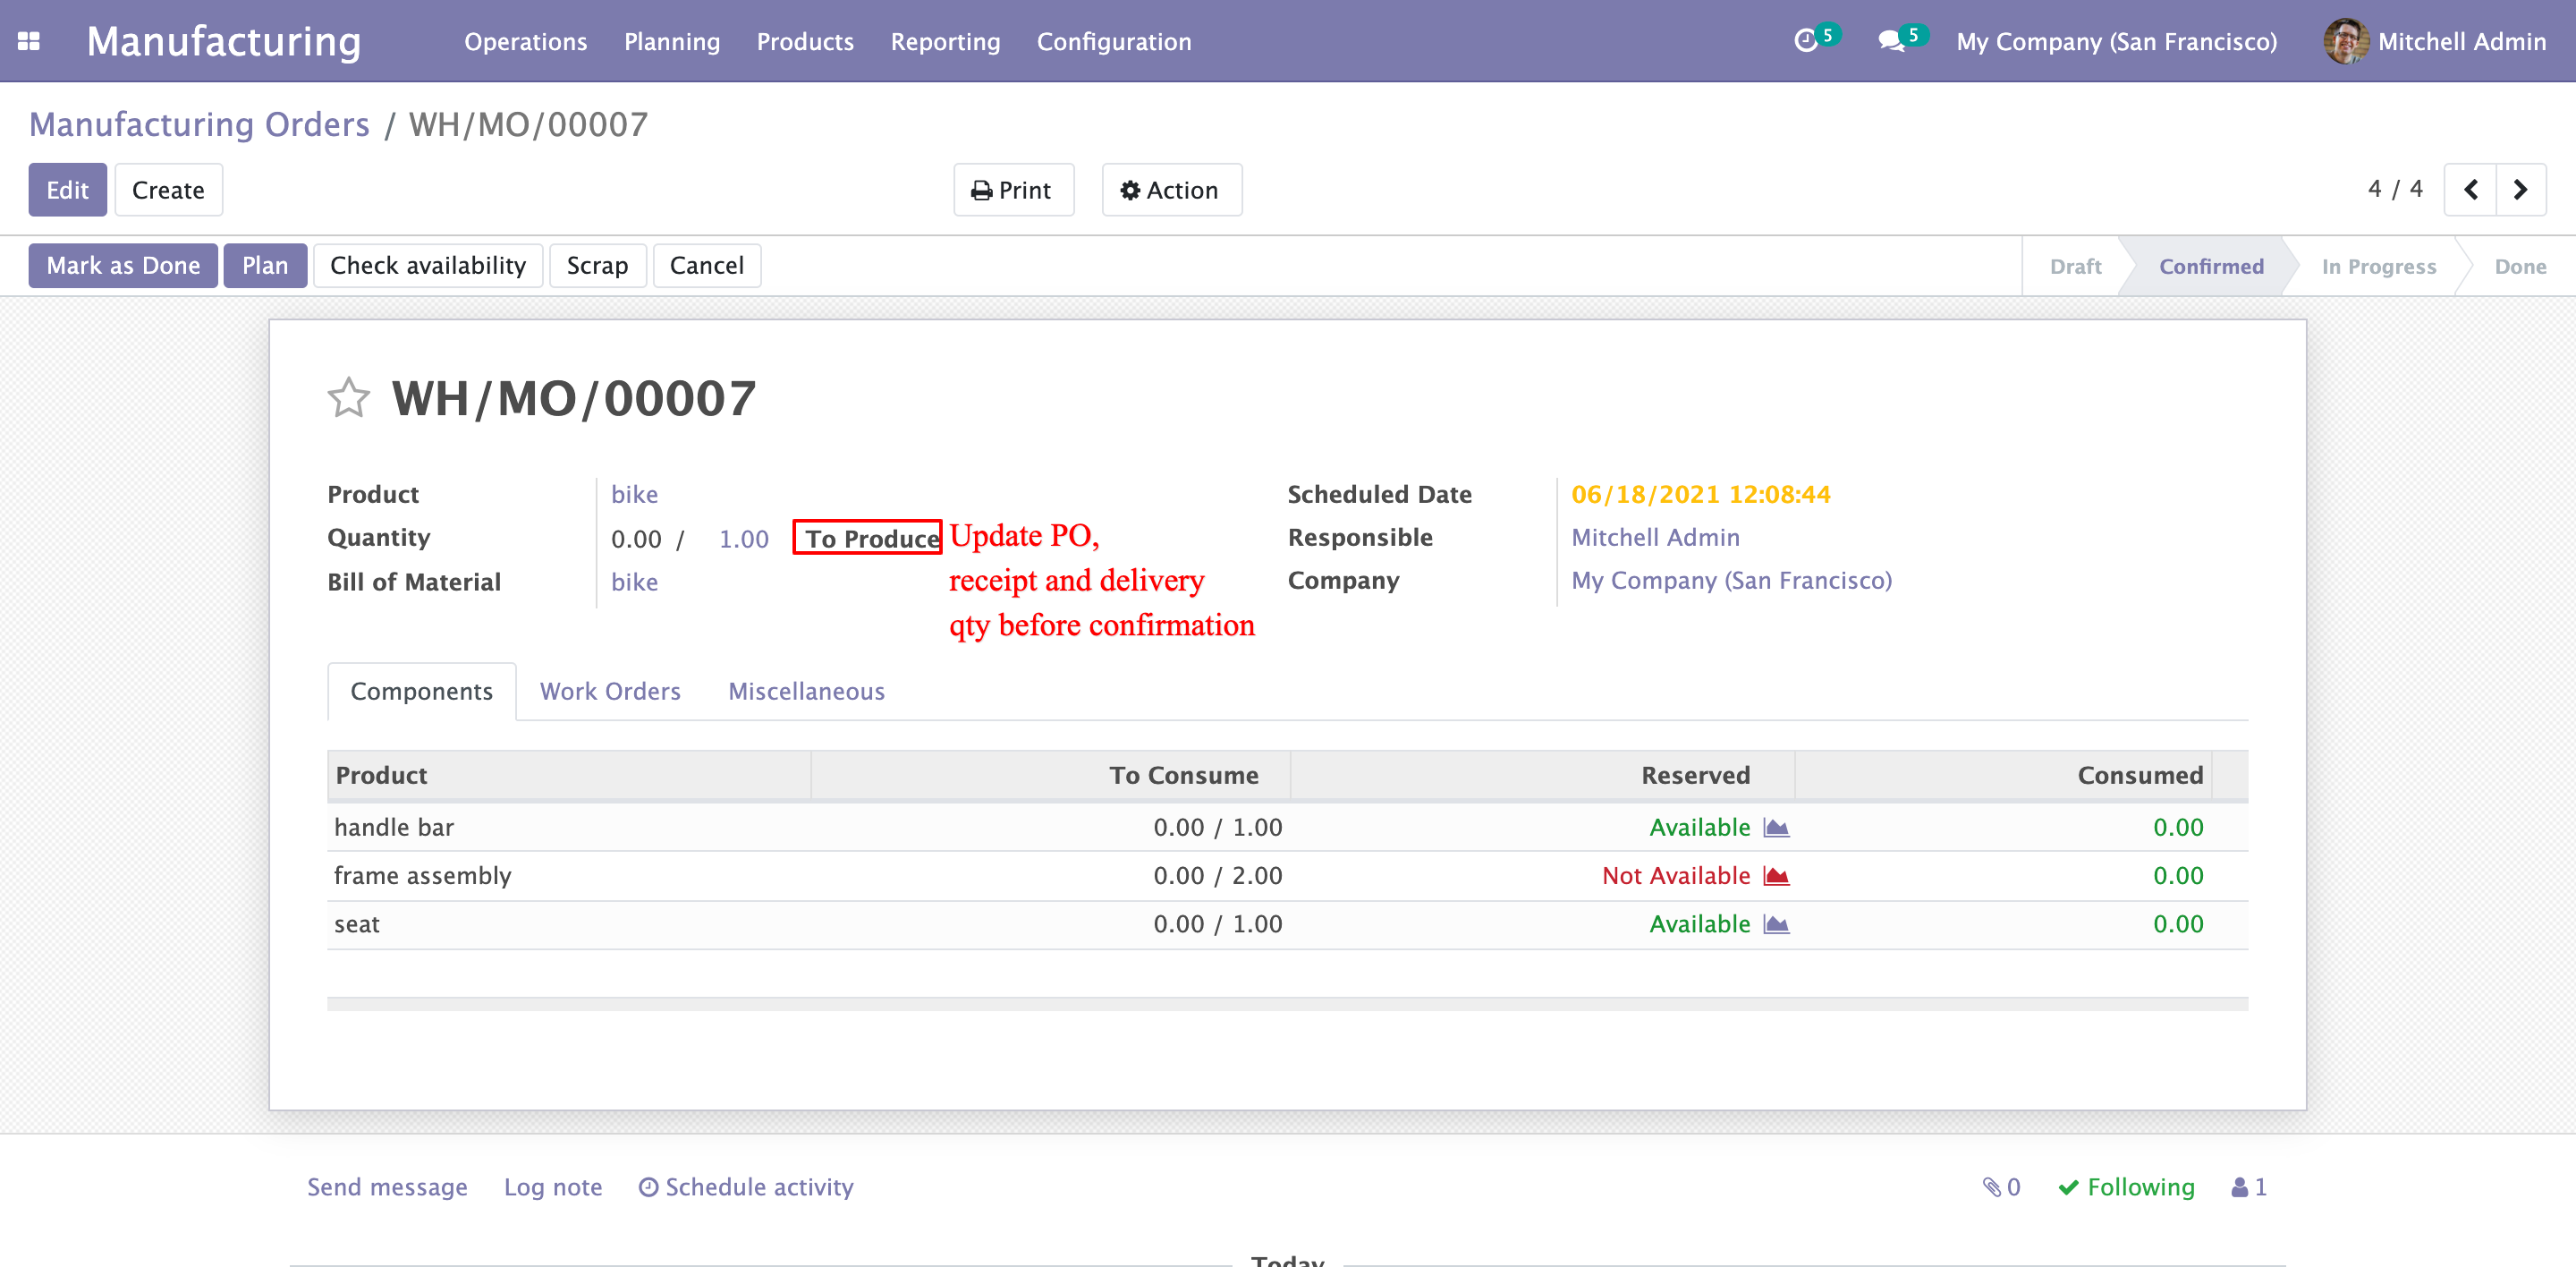 Manufacturing Operations Planning Products Reporting Configuration 5 5 My Company (San Francisco) Mitchell Admin
Manufacturing Orders / WH/MO/00007
Edit Create Print Action 4 / 4
Mark as Done Plan Check availability Scrap Cancel Draft Confirmed In Progress Done
WH/MO/00007
Product bike Scheduled Date 06/18/2021 12:08:44
Quantity 0.00 / 1.00 To Produce Update PO, Responsible Mitchell Admin
Bill of Material bike receipt and delivery Company My Company (San Francisco)
qty before confirmation
Components Work Orders Miscellaneous
Product To Consume Reserved Consumed
handle bar 0.00 / 1.00 Available 0.00
frame assembly 0.00 / 2.00 Not Available 0.00
seat 0.00 / 1.00 Available 0.00
Send message Log note Schedule activity 0 Following 1
Today